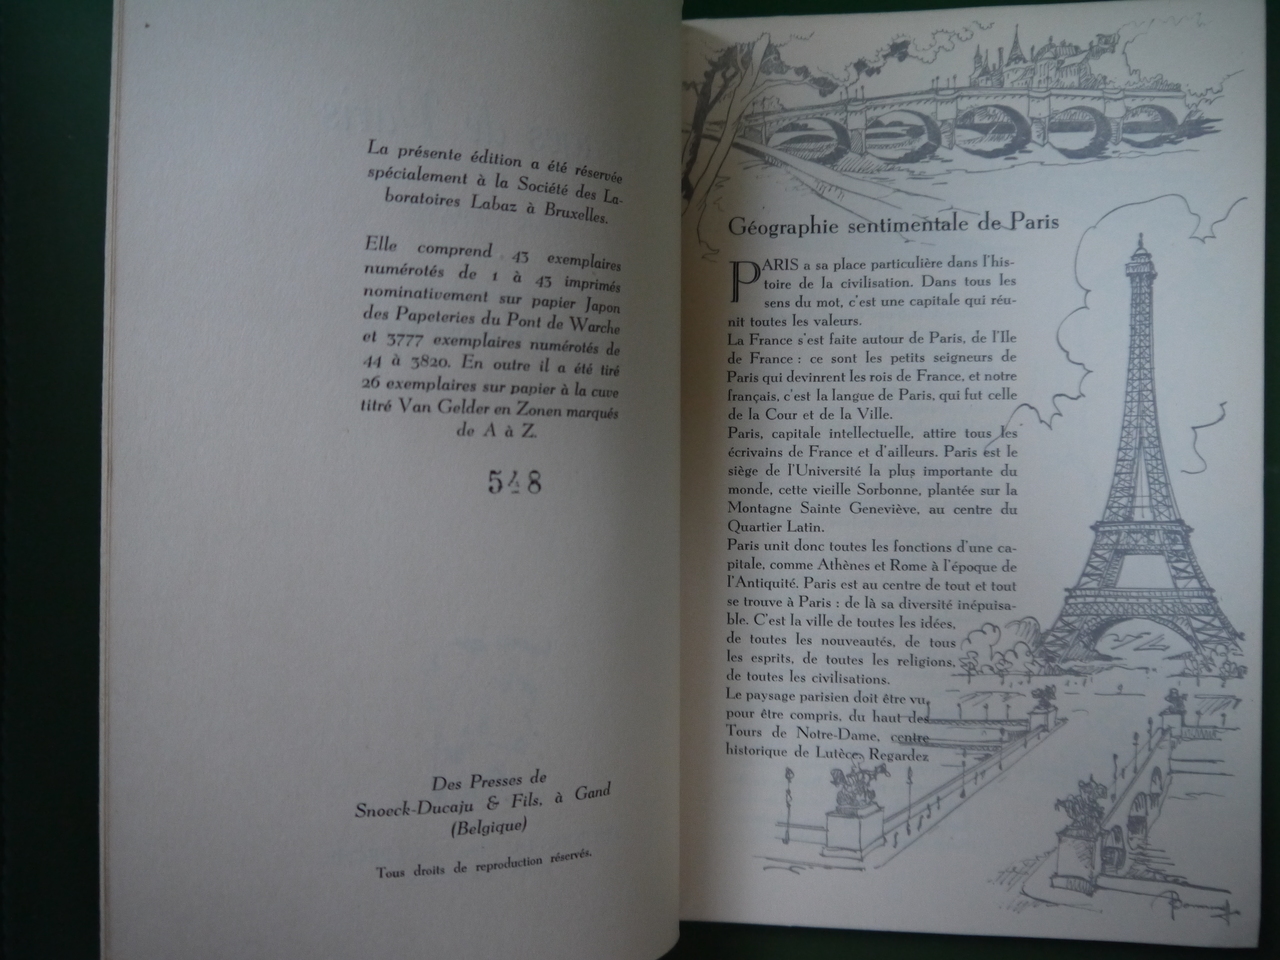 La présente édition a été réservée
spécialement à la Société des La-
boratoires Labaz à Bruxelles.
Elle comprend 43 exemplaires
numérotés de 1 à 43 imprimés
nominativement sur papier Japon
des Papeteries du Pont de Warche
et 3777 exemplaires numérotés de
44 à 3820. En outre il a été tiré
26 exemplaires sur papier à la cuve
titré Van Gelder en Zonen marqués
de A à Z.
548
Des Presses de
Snoeck-Ducaju & Fils, à Gand
(Belgique)
Tous droits de reproduction réservés.
Géographie sentimentale de Paris
PARIS a sa place particulière dans l'his-
toire de la civilisation. Dans tous les
sens du mot, c'est une capitale qui réu-
nit toutes les valeurs.
La France s'est faite autour de Paris, de l'Ile
de France : ce sont les petits seigneurs de
Paris qui devinrent les rois de France, et notre
français, c'est la langue de Paris, qui fut celle
de la Cour et de la Ville.
Paris, capitale intellectuelle, attire tous les
écrivains de France et d'ailleurs. Paris est le
siège de l'Université la plus importante du
monde, cette vieille Sorbonne, plantée sur la
Montagne Sainte Geneviève, au centre du
Quartier Latin.
Paris unit donc toutes les fonctions d'une ca-
pitale, comme Athènes et Rome à l'époque de
l'Antiquité. Paris est au centre de tout et tout
se trouve à Paris : de là sa diversité inépuisa-
ble. C'est la ville de toutes les idées,
de toutes les nouveautés, de tous
les esprits, de toutes les religions,
de toutes les civilisations.
Le paysage parisien doit être vu,
pour être compris, du haut des
Tours de Notre-Dame, centre
historique de Lutèce. Regardez